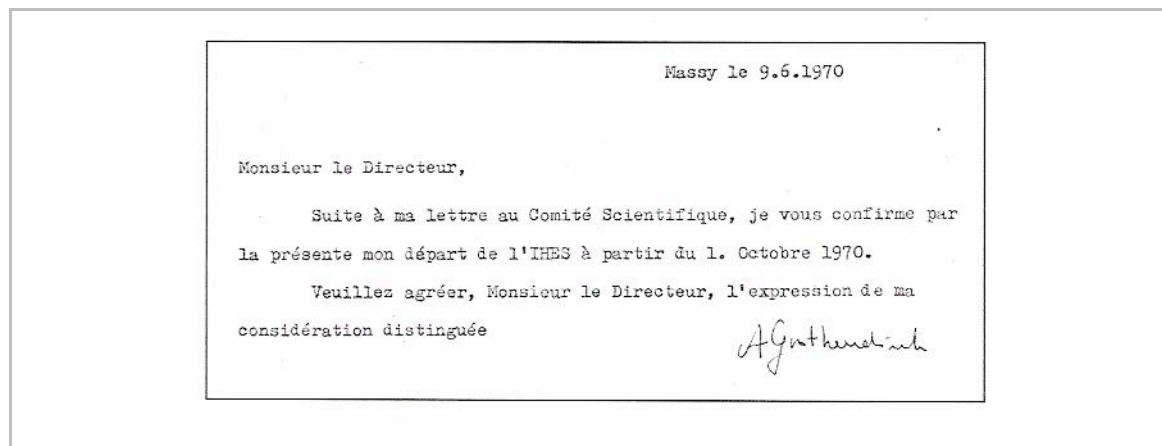 Massy le 9.6.1970
Monsieur le Directeur,
Suite à ma lettre au Comité Scientifique, je vous confirme par
la présente mon départ de l'IHES à partir du 1. Octobre 1970.
Veuillez agréer, Monsieur le Directeur, l'expression de ma
considération distinguée
A Grothendieck